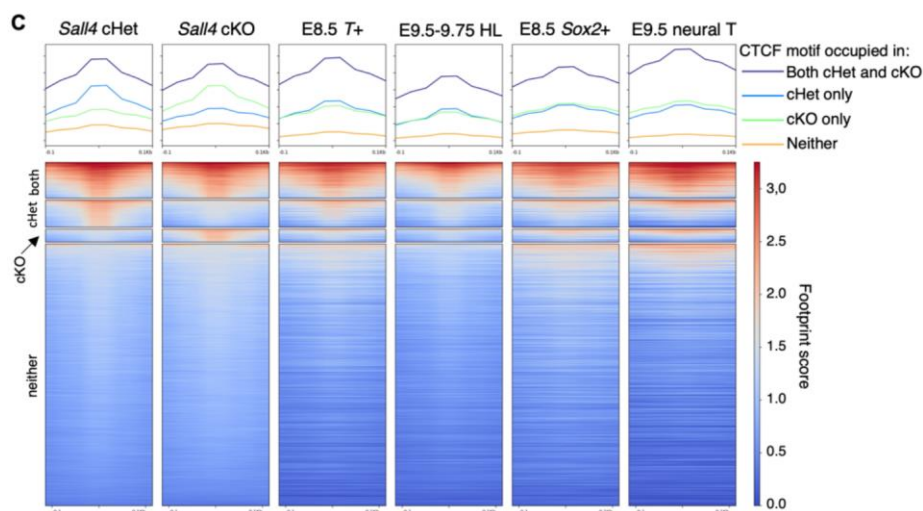 C
Sall4 cHet
Sall4 cKO
E8.5 T+
E9.5-9.75 HL
E8.5 Sox2+
E9.5 neural T
CTCF motif occupied in:
Both cHet and cKO
cHet only
cKO only
Neither
both
cHet
cKO
neither
3,0
2.5
2.0
1.5
1.0
0.5
0.0
Footprint score